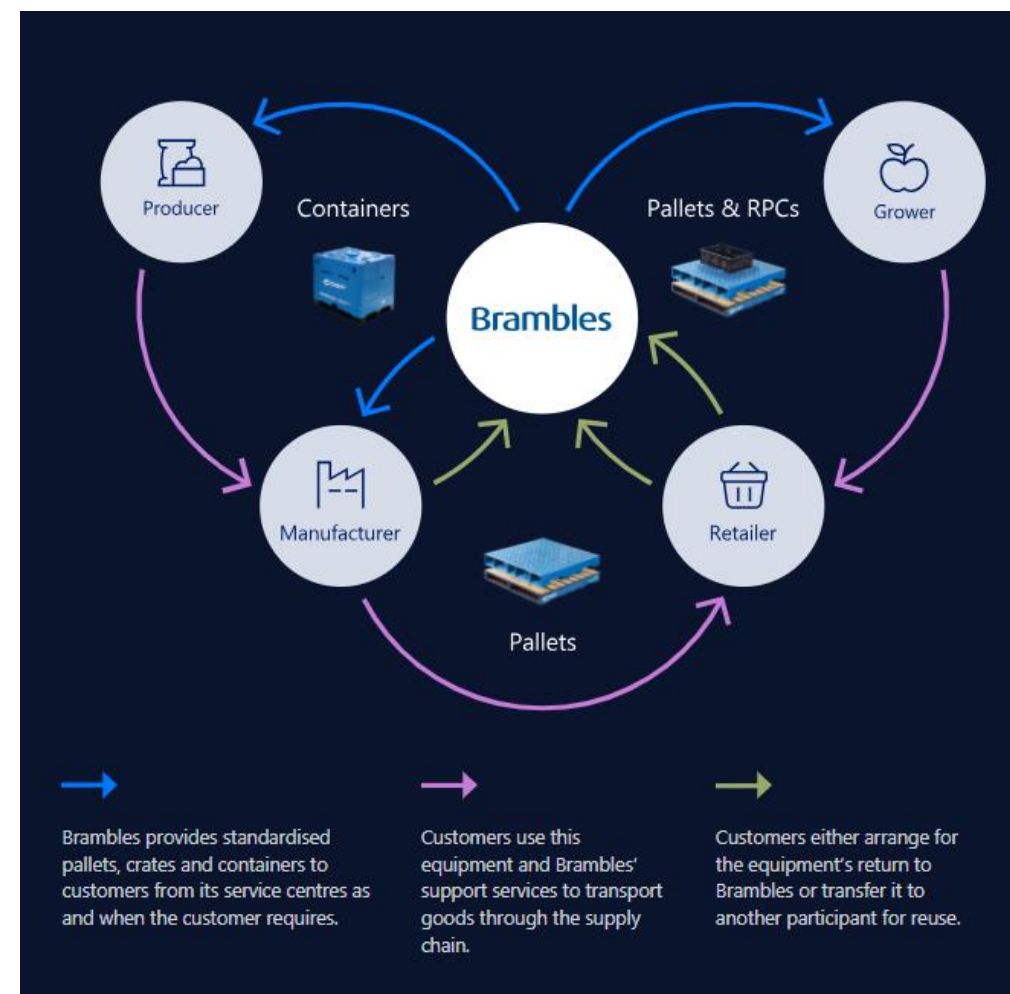 Producer
Containers
Pallets & RPCs
Grower
Brambles
Manufacturer
Retailer
Pallets
Brambles provides standardised
pallets, crates and containers to
customers from its service centres as
and when the customer requires.
Customers use this
equipment and Brambles’
support services to transport
goods through the supply
chain.
Customers either arrange for
the equipment’s return to
Brambles or transfer it to
another participant for reuse.